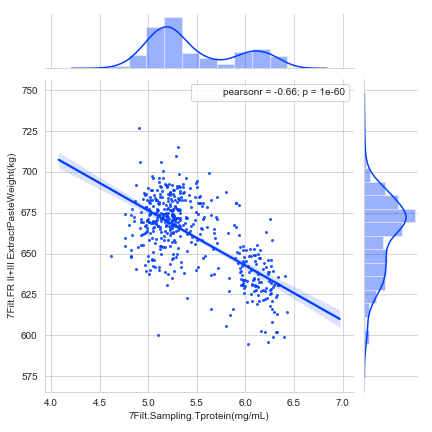 pearsonr = -0.66; p = 1e-60
750
725
700
675
650
625
600
575
7Filt.FR I+II+III ExtractPasteWeight(kg)
4.0 4.5 5.0 5.5 6.0 6.5 7.0
7Filt.Sampling.Tprotein(mg/mL)